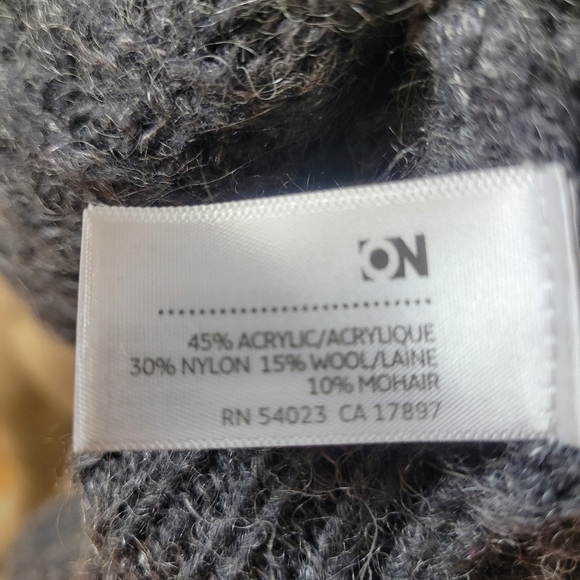 ON
45% ACRYLIC/ACRYLIQUE
30% NYLON 15% WOOL/LAINE
10% MOHAIR
RN 54023 CA 17897